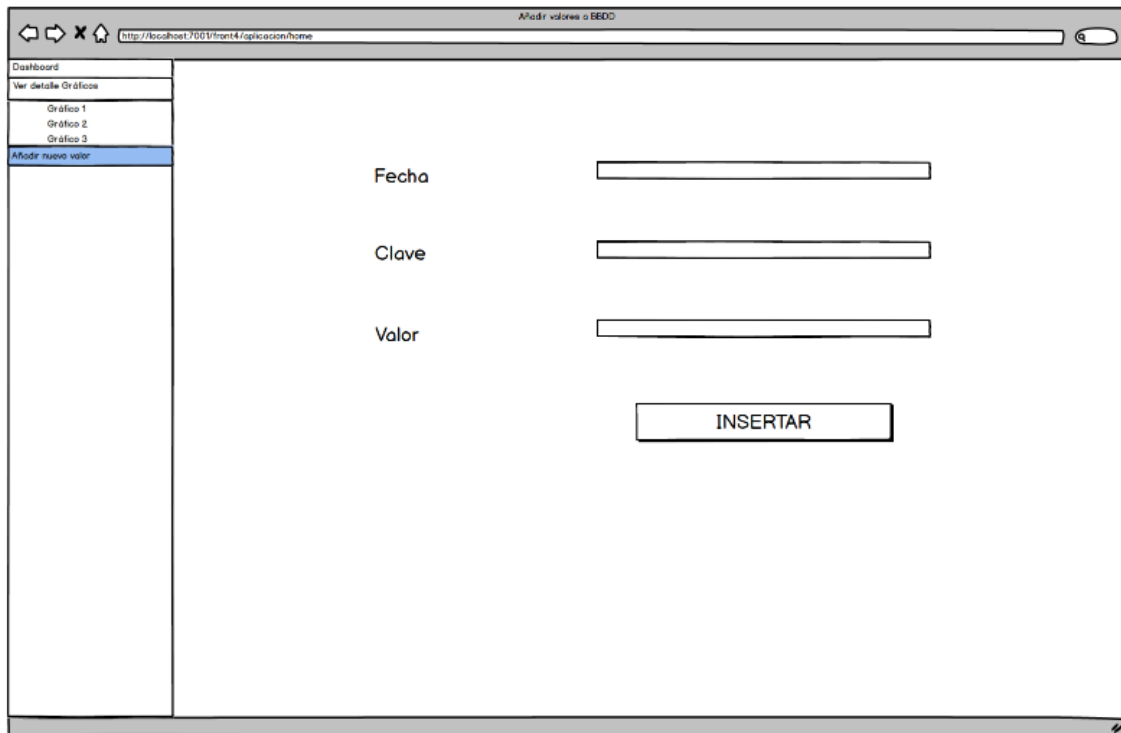 Añadir valores a BBDD
http://localhost:7001/front4/aplicacion/home
Dashboard
Ver detalle Gráficos
Gráfico 1
Gráfico 2
Gráfico 3
Añadir nuevo valor
Fecha
Clave
Valor
INSERTAR